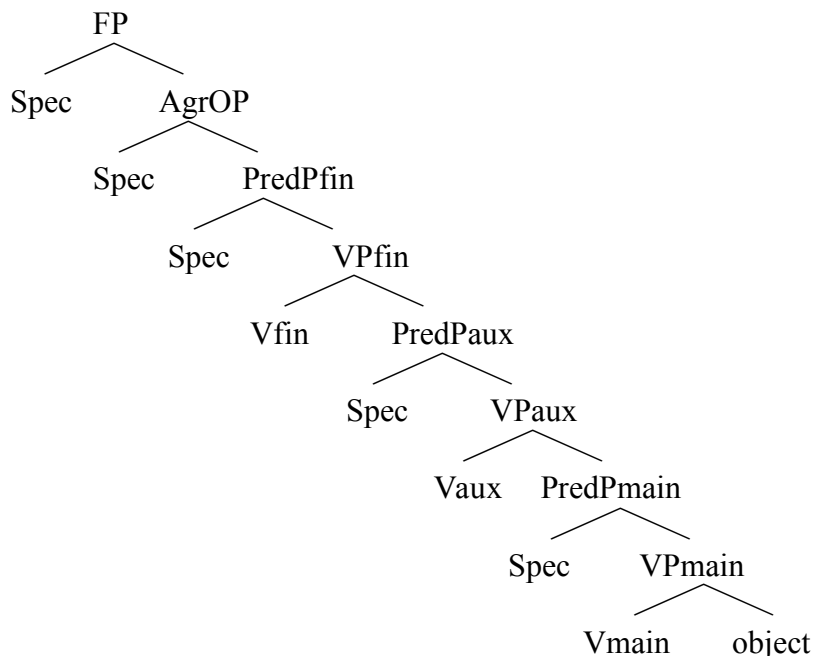 FP
Spec AgrOP
Spec PredPfin
Spec VPfin
Vfin PredPaux
Spec VPaux
Vaux PredPmain
Spec VPmain
Vmain object